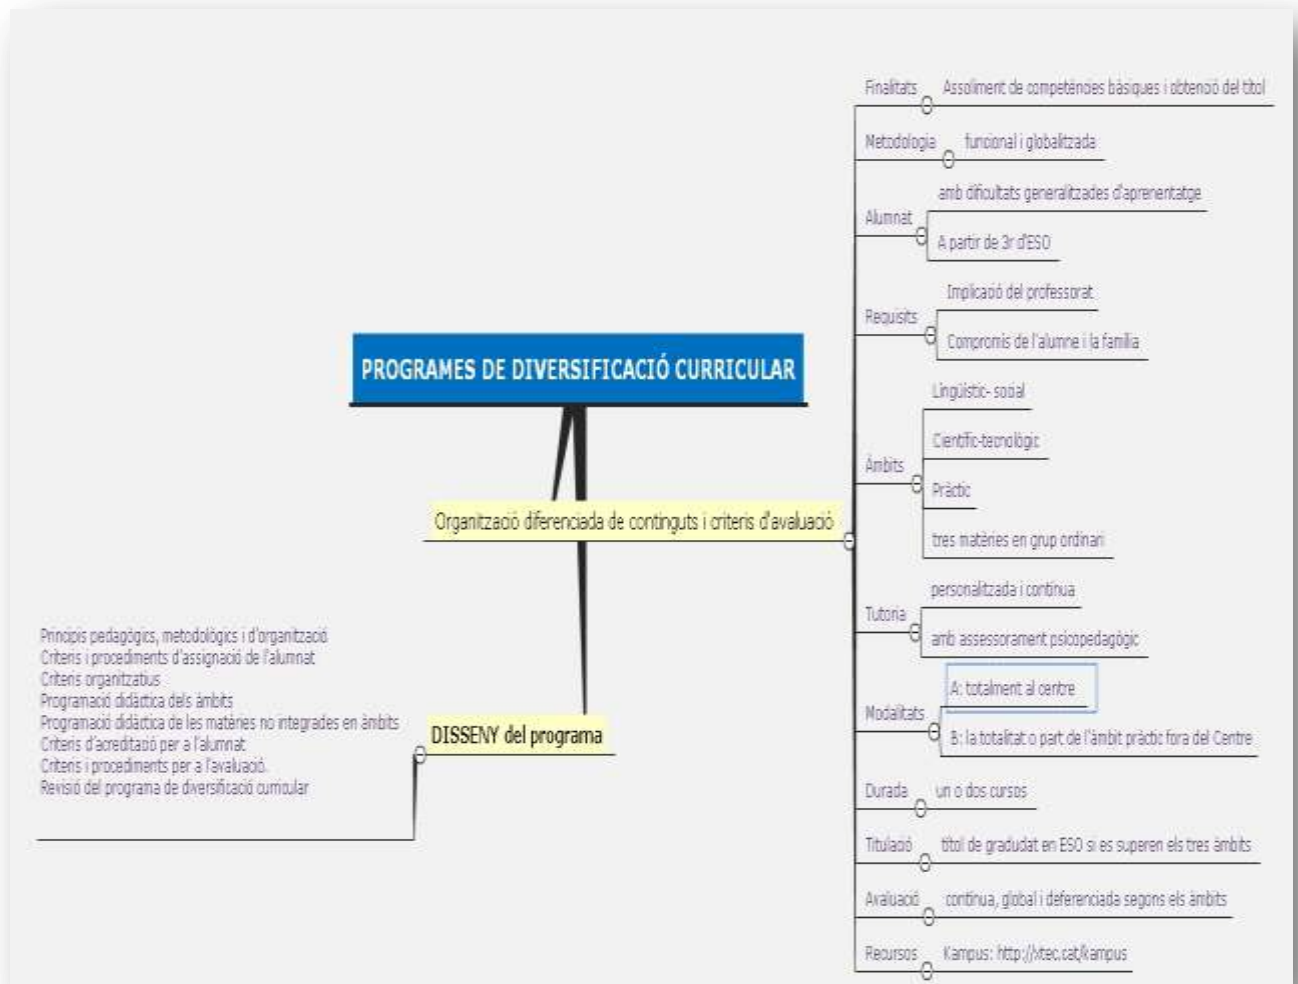 PROGRAMES DE DIVERSIFICACIÓ CURRICULAR
Organització diferenciada de continguts i criteris d'avaluació
Finalitats
Assoliment de competències bàsiques i obtenció del títol
Metodologia
funcional i globalitzada
Alumnat
amb dificultats generalitzades d'aprenentatge
A partir de 3r d'ESO
Requisits
Implicació del professorat
Compromís de l'alumne i la família
Àmbits
Lingüístic- social
Científic-tecnològic
Pràctic
tres matèries en grup ordinari
Tutoria
personalitzada i contínua
amb assessorament psicopedagògic
Modalitats
A: totalment al centre
B: la totalitat o part de l'àmbit pràctic fora del Centre
Durada
un o dos cursos
Titulació
títol de gradudat en ESO si es superen els tres àmbits
Avaluació
contínua, global i deferenciada segons els àmbits
Recursos
Kampus: http://xtec.cat/kampus
DISSENY del programa
Principis pedagògics, metodològics i d'organització
Criteris i procediments d'assignació de l'alumnat
Criteris organitzatius
Programació didàctica dels àmbits
Programació didàctica de les matèries no integrades en àmbits
Criteris d'acreditació per a l'alumnat
Criteris i procediments per a l'avaluació.
Revisió del programa de diversificació curricular